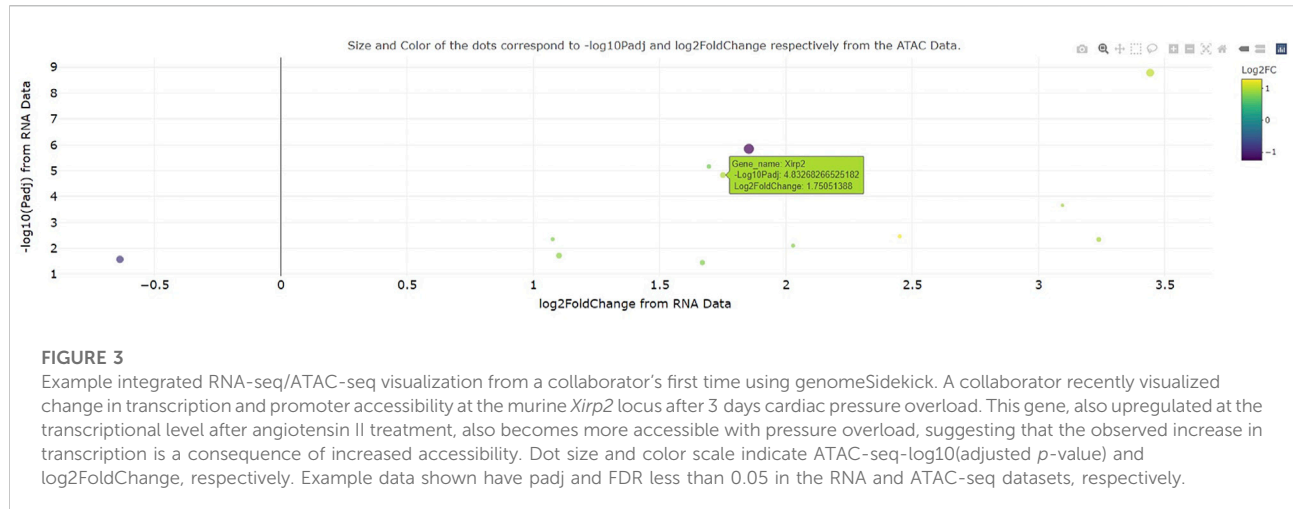 Size and Color of the dots correspond to -log10Padj and log2FoldChange respectively from the ATAC Data.
Log2FC
1
0
−1
-log10(Padj) from RNA Data
9
8
7
6
5
4
3
2
1
Gene_name: Xirp2
-Log10Padj: 4.83268266525182
Log2FoldChange: 1.75051388
−0.5
0
0.5
1
1.5
2
2.5
3
3.5
log2FoldChange from RNA Data
FIGURE 3
Example integrated RNA-seq/ATAC-seq visualization from a collaborator's first time using genomeSidekick. A collaborator recently visualized
change in transcription and promoter accessibility at the murine Xirp2 locus after 3 days cardiac pressure overload. This gene, also upregulated at the
transcriptional level after angiotensin II treatment, also becomes more accessible with pressure overload, suggesting that the observed increase in
transcription is a consequence of increased accessibility. Dot size and color scale indicate ATAC-seq-log10(adjusted p-value) and
log2FoldChange, respectively. Example data shown have padj and FDR less than 0.05 in the RNA and ATAC-seq datasets, respectively.